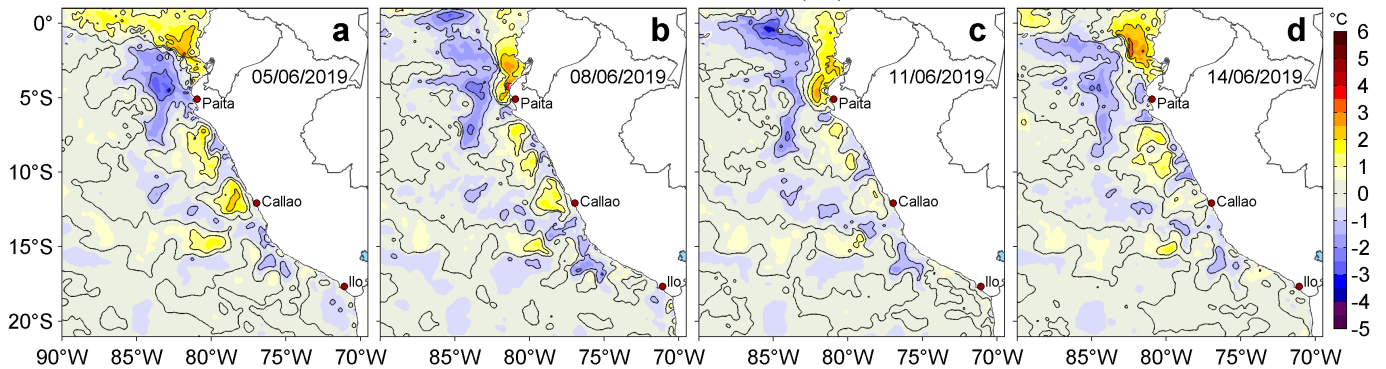 a
b
c
d
°C
05/06/2019
08/06/2019
11/06/2019
14/06/2019
0°
5°S
10°S
15°S
20°S
Paita
Callao
Ilo
Paita
Callao
Ilo
Paita
Callao
Ilo
Paita
Callao
Ilo
90°W 85°W 80°W 75°W 70°W
85°W 80°W 75°W 70°W
85°W 80°W 75°W 70°W
85°W 80°W 75°W 70°W
6
5
4
3
2
1
0
-1
-2
-3
-4
-5